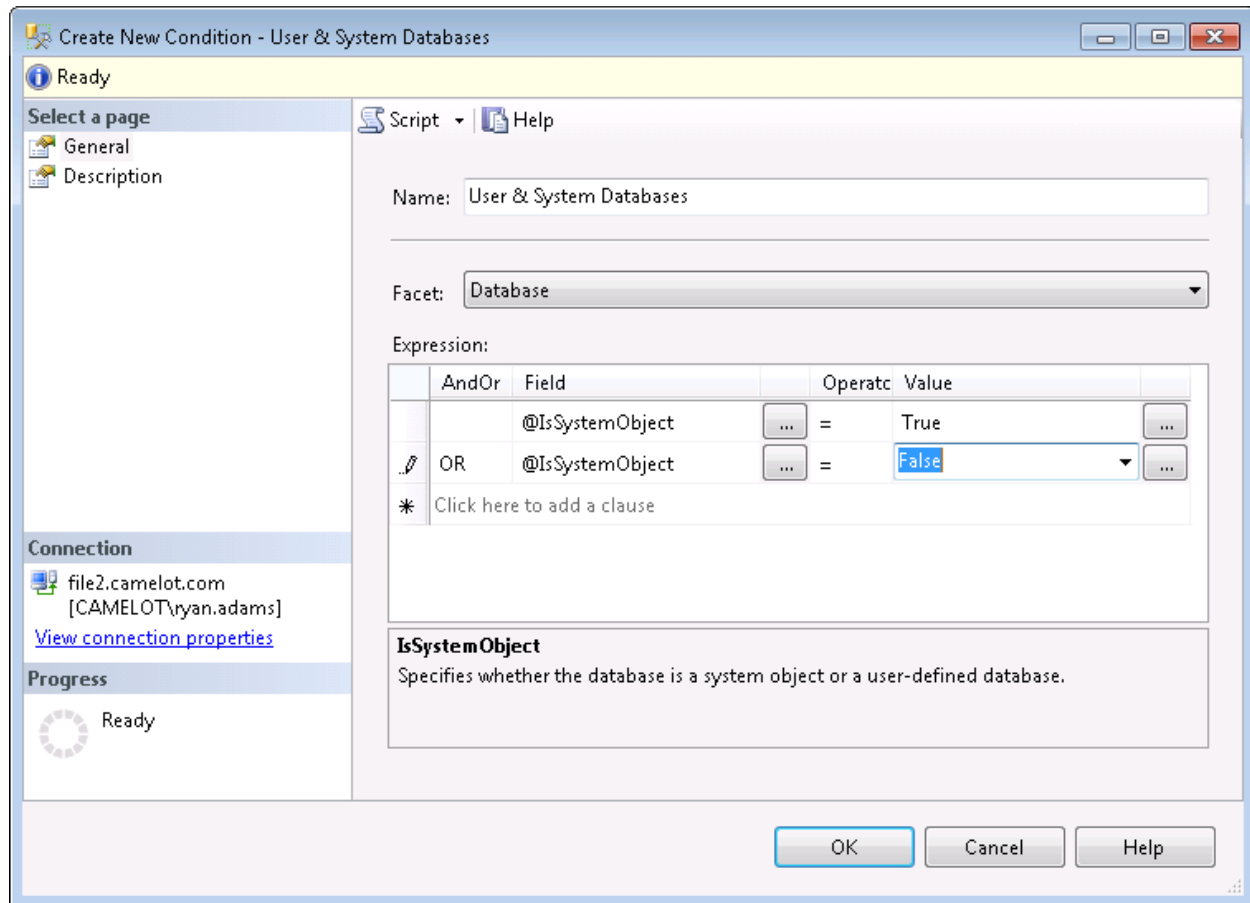 Create New Condition - User & System Databases
Ready
Select a page
General
Description
Script Help
Name: User & System Databases
Facet: Database
Expression:
AndOr Field Operatc Value
@IsSystemObject ... = True ...
OR @IsSystemObject ... = False ...
Click here to add a clause
Connection
file2.camelot.com
[CAMELOT\ryan.adams]
View connection properties
IsSystemObject
Specifies whether the database is a system object or a user-defined database.
Progress
Ready
OK Cancel Help